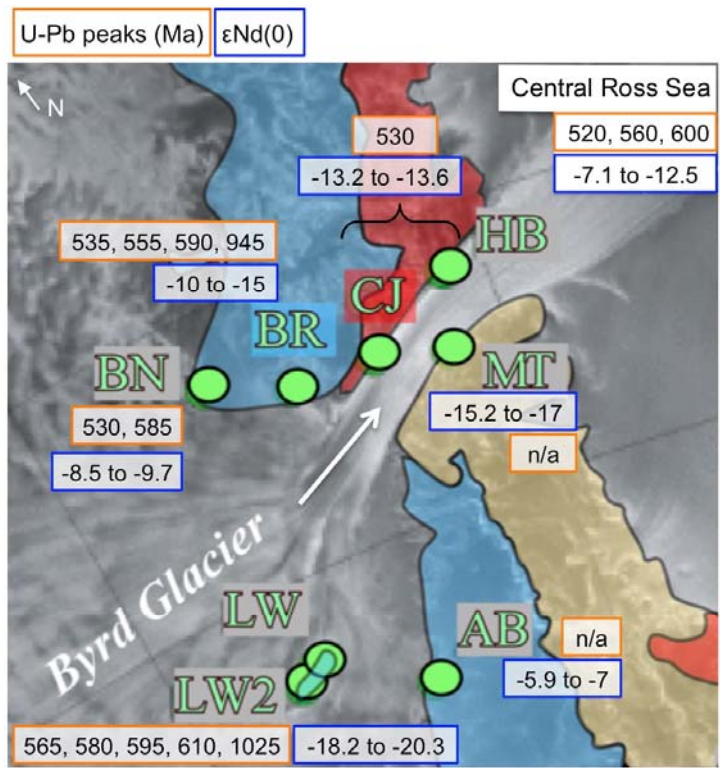 U-Pb peaks (Ma) εNd(0)
N
Central Ross Sea
520, 560, 600
-7.1 to -12.5
530
-13.2 to -13.6
HB
535, 555, 590, 945
-10 to -15
CJ
BR
BN
MT
-15.2 to -17
n/a
530, 585
-8.5 to -9.7
Byrd Glacier
LW
AB
n/a
-5.9 to -7
LW2
565, 580, 595, 610, 1025 -18.2 to -20.3